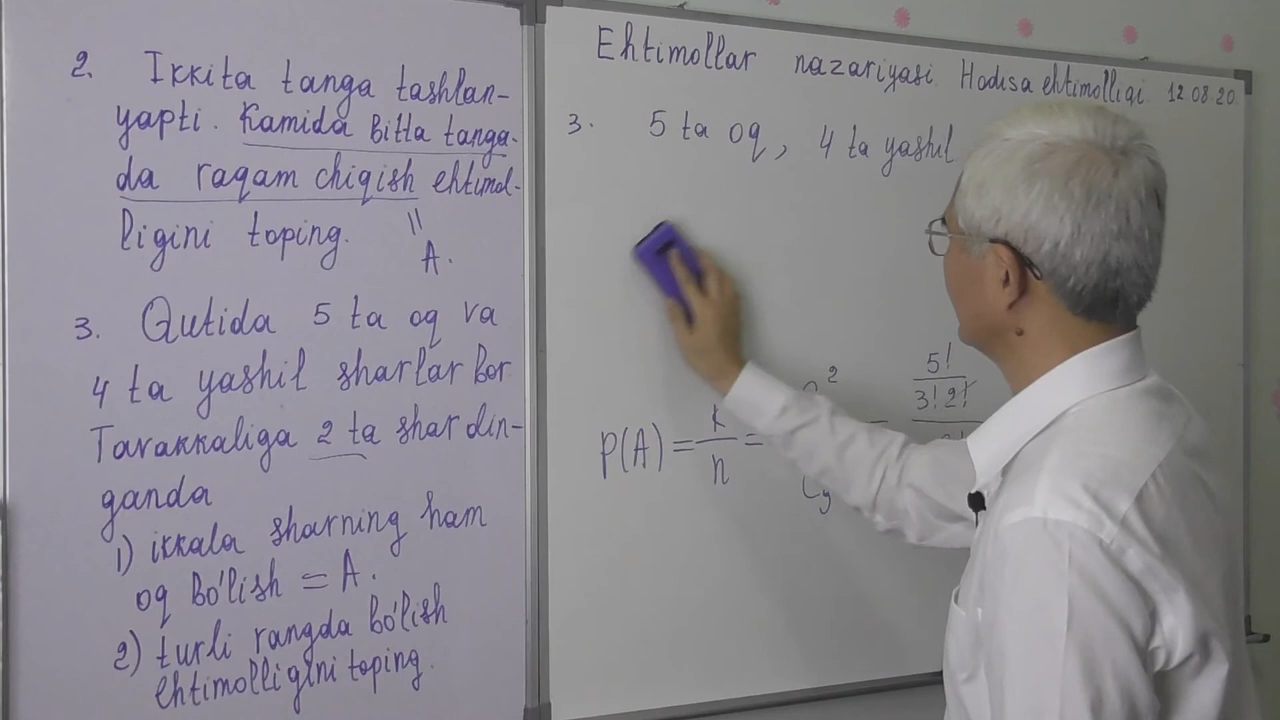 2. Ikkita tanga tashlan-
yapti. Kamida bitta tanga-
da raqam chiqish ehtimol-
ligini toping. =
A.
3. Qutida 5 ta oq va
4 ta yashil sharlar bor
Tavakkaliga 2 ta shar olin-
ganda
1) ikkala sharning ham
oq bo'lish = A.
2) turli rangda bo'lish
ehtimolligini toping.
Ehtimollar nazariyasi. Hodisa ehtimolligi 12.08.20.
3. 5 ta oq, 4 ta yashil
P(A) = k/n = 5!/3!2!